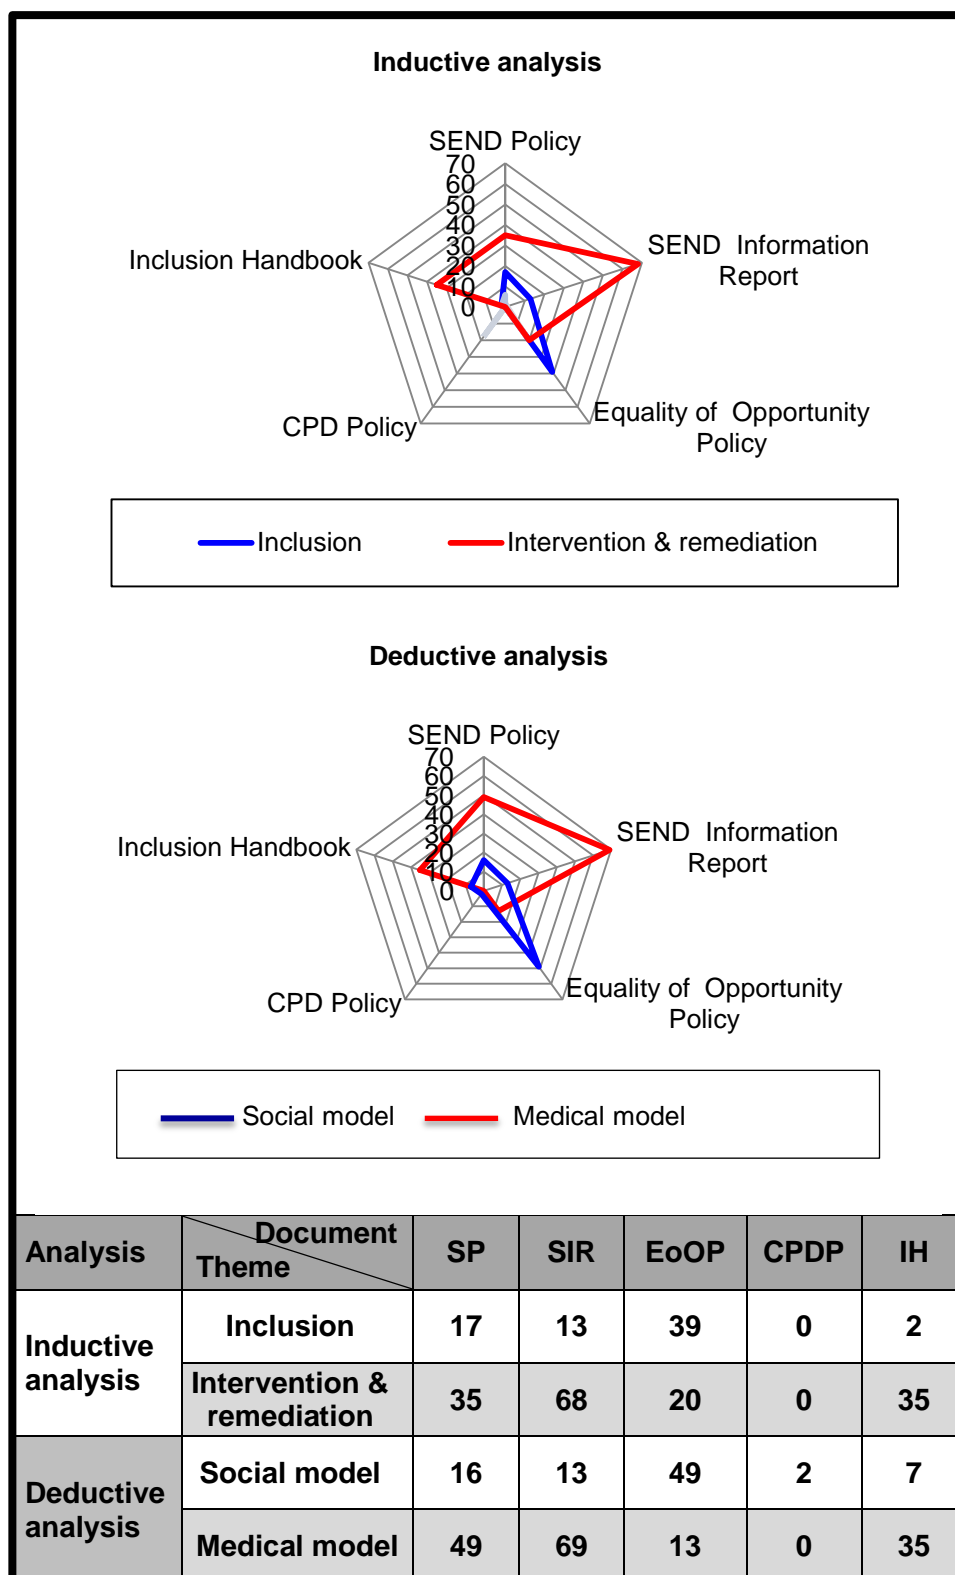 Inductive analysis
SEND Policy
70
60
50
40
30
20
10
0
SEND Information
Report
Inclusion Handbook
Equality of Opportunity
Policy
CPD Policy
Inclusion
Intervention & remediation
Deductive analysis
SEND Policy
70
60
50
40
30
20
10
0
SEND Information
Report
Inclusion Handbook
Equality of Opportunity
Policy
CPD Policy
Social model
Medical model
Analysis Document Theme SP SIR EoOP CPDP IH
Inductive analysis
Inclusion 17 13 39 0 2
Intervention &
remediation 35 68 20 0 35
Deductive analysis
Social model 16 13 49 2 7
Medical model 49 69 13 0 35